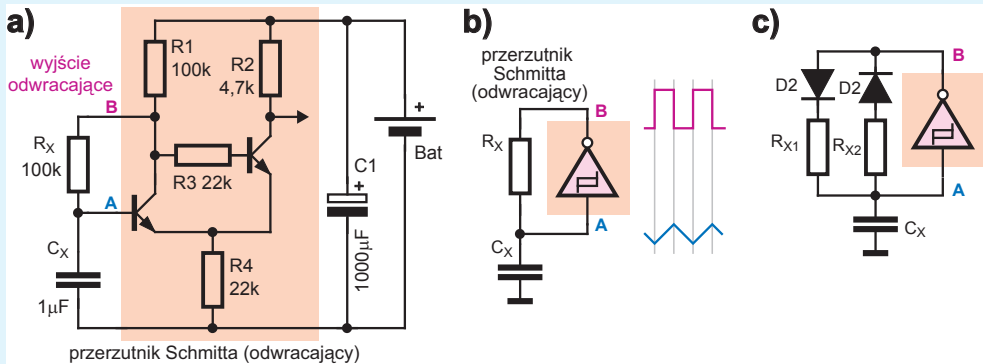 a)
wyjście
odwracające
B
R1
100k
R2
4,7k
RX
100k
R3 22k
A
CX
1µF
R4
22k
C1
+
1000µF
+
Bat
przerzutnik Schmitta (odwracający)
b)
przerzutnik
Schmitta
(odwracający)
B
RX
A
CX
c)
B
D2
D2
RX1
RX2
A
CX